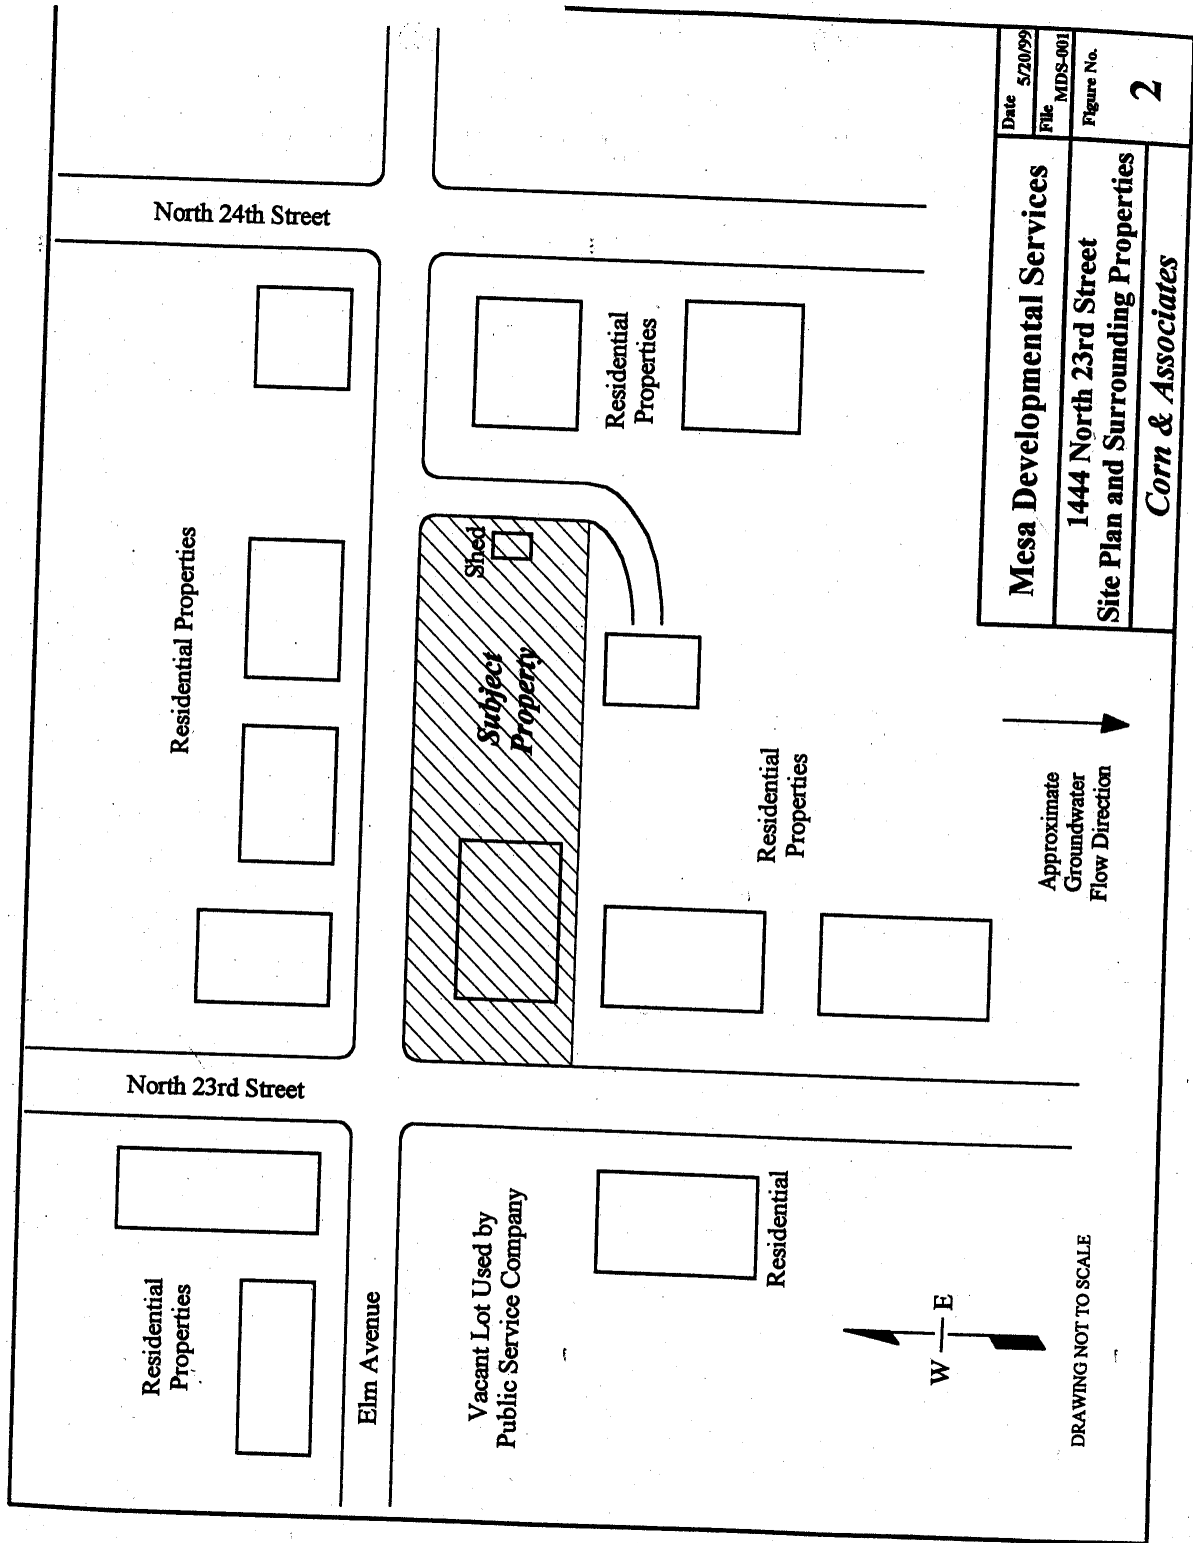 North 24th Street
Residential Properties
North 23rd Street
Residential
Properties
Elm Avenue
Shed
Subject
Property
Residential
Properties
Residential
Properties
Vacant Lot Used by
Public Service Company
Residential
W E
DRAWING NOT TO SCALE
Approximate
Groundwater
Flow Direction
Mesa Developmental Services
1444 North 23rd Street
Site Plan and Surrounding Properties
Corn & Associates
Date 5/20/99
File MDS-001
Figure No.
2